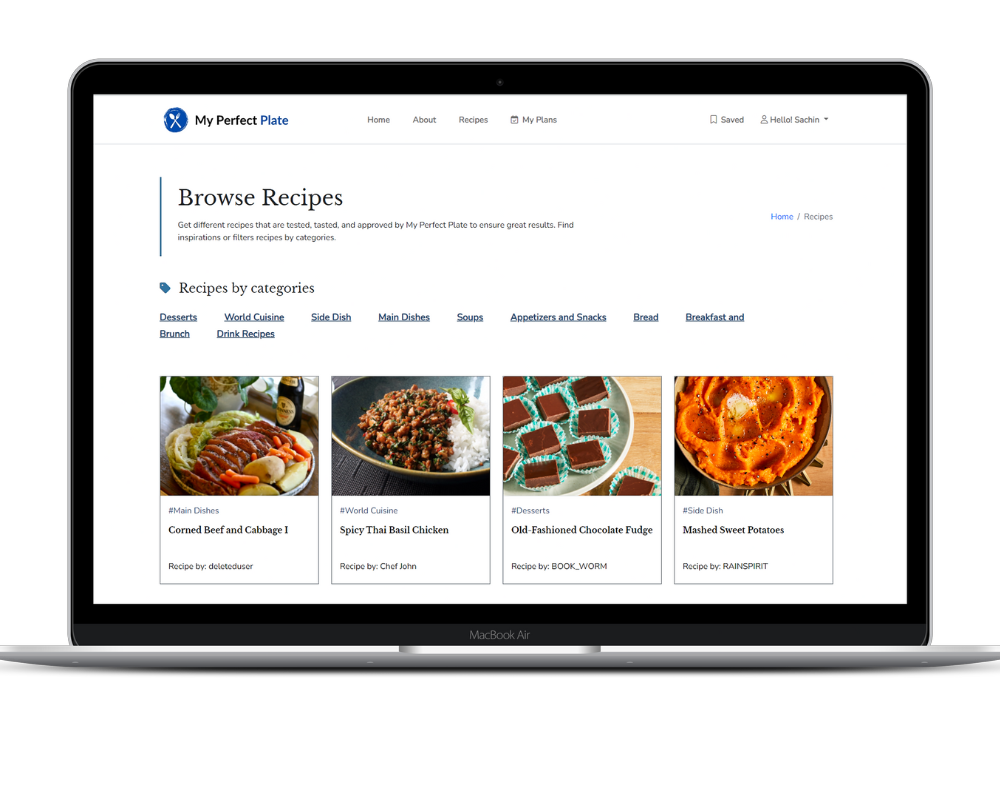 My Perfect Plate
Home About Recipes My Plans
Saved Hello! Sachin
Browse Recipes
Get different recipes that are tested, tasted, and approved by My Perfect Plate to ensure great results. Find
inspirations or filters recipes by categories.
Home / Recipes
Recipes by categories
Desserts World Cuisine Side Dish Main Dishes Soups Appetizers and Snacks Bread Breakfast and
Brunch Drink Recipes
#Main Dishes
Corned Beef and Cabbage I
Recipe by: deleteduser
#World Cuisine
Spicy Thai Basil Chicken
Recipe by: Chef John
#Desserts
Old-Fashioned Chocolate Fudge
Recipe by: BOOK_WORM
#Side Dish
Mashed Sweet Potatoes
Recipe by: RAINSPIRIT
MacBook Air